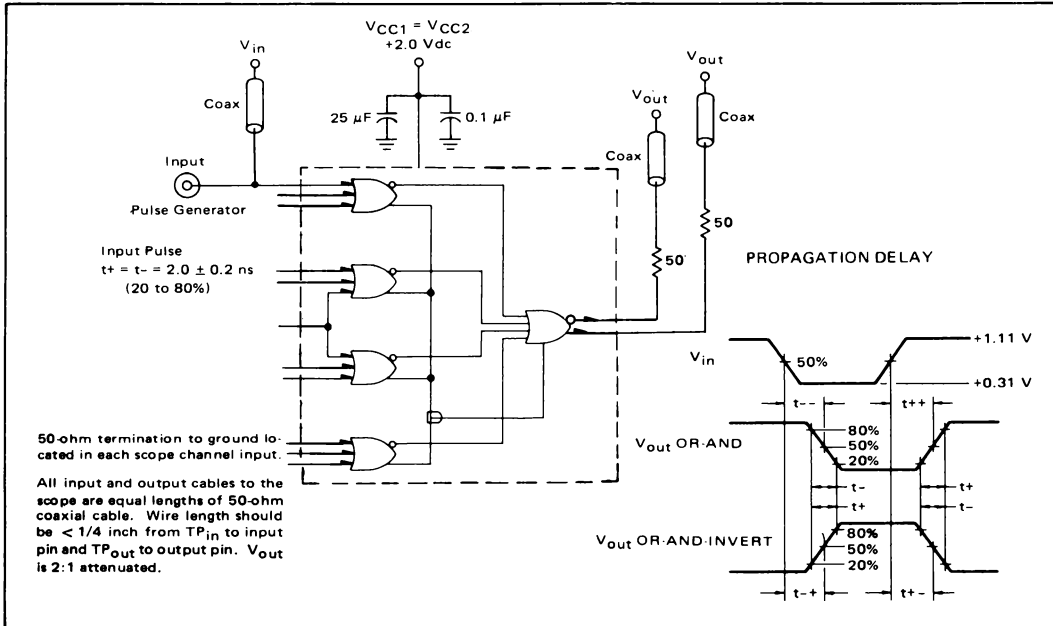 VCC1 = VCC2
+2.0 Vdc
Vin
Coax
25 μF
0.1 μF
Vout
Vout
Coax
Coax
Input
Pulse Generator
50
50
Input Pulse
t+ = t- = 2.0 ± 0.2 ns
(20 to 80%)
PROPAGATION DELAY
Vin
50%
+1.11 V
+0.31 V
t--
t++
Vout OR-AND
80%
50%
20%
t-
t+
t+
t-
Vout OR-AND-INVERT
80%
50%
20%
t-+
t+-
50-ohm termination to ground lo-
cated in each scope channel input.
All input and output cables to the
scope are equal lengths of 50-ohm
coaxial cable. Wire length should
be < 1/4 inch from TPin to input
pin and TPout to output pin. Vout
is 2:1 attenuated.